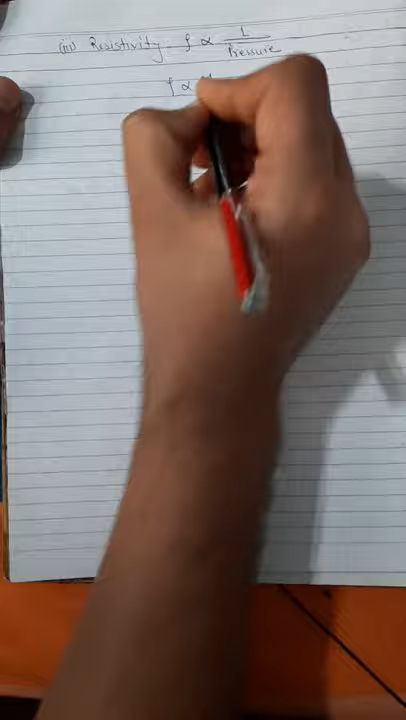 (iii) Resistivity - ρ ∝ 1/Pressure
ρ ∝